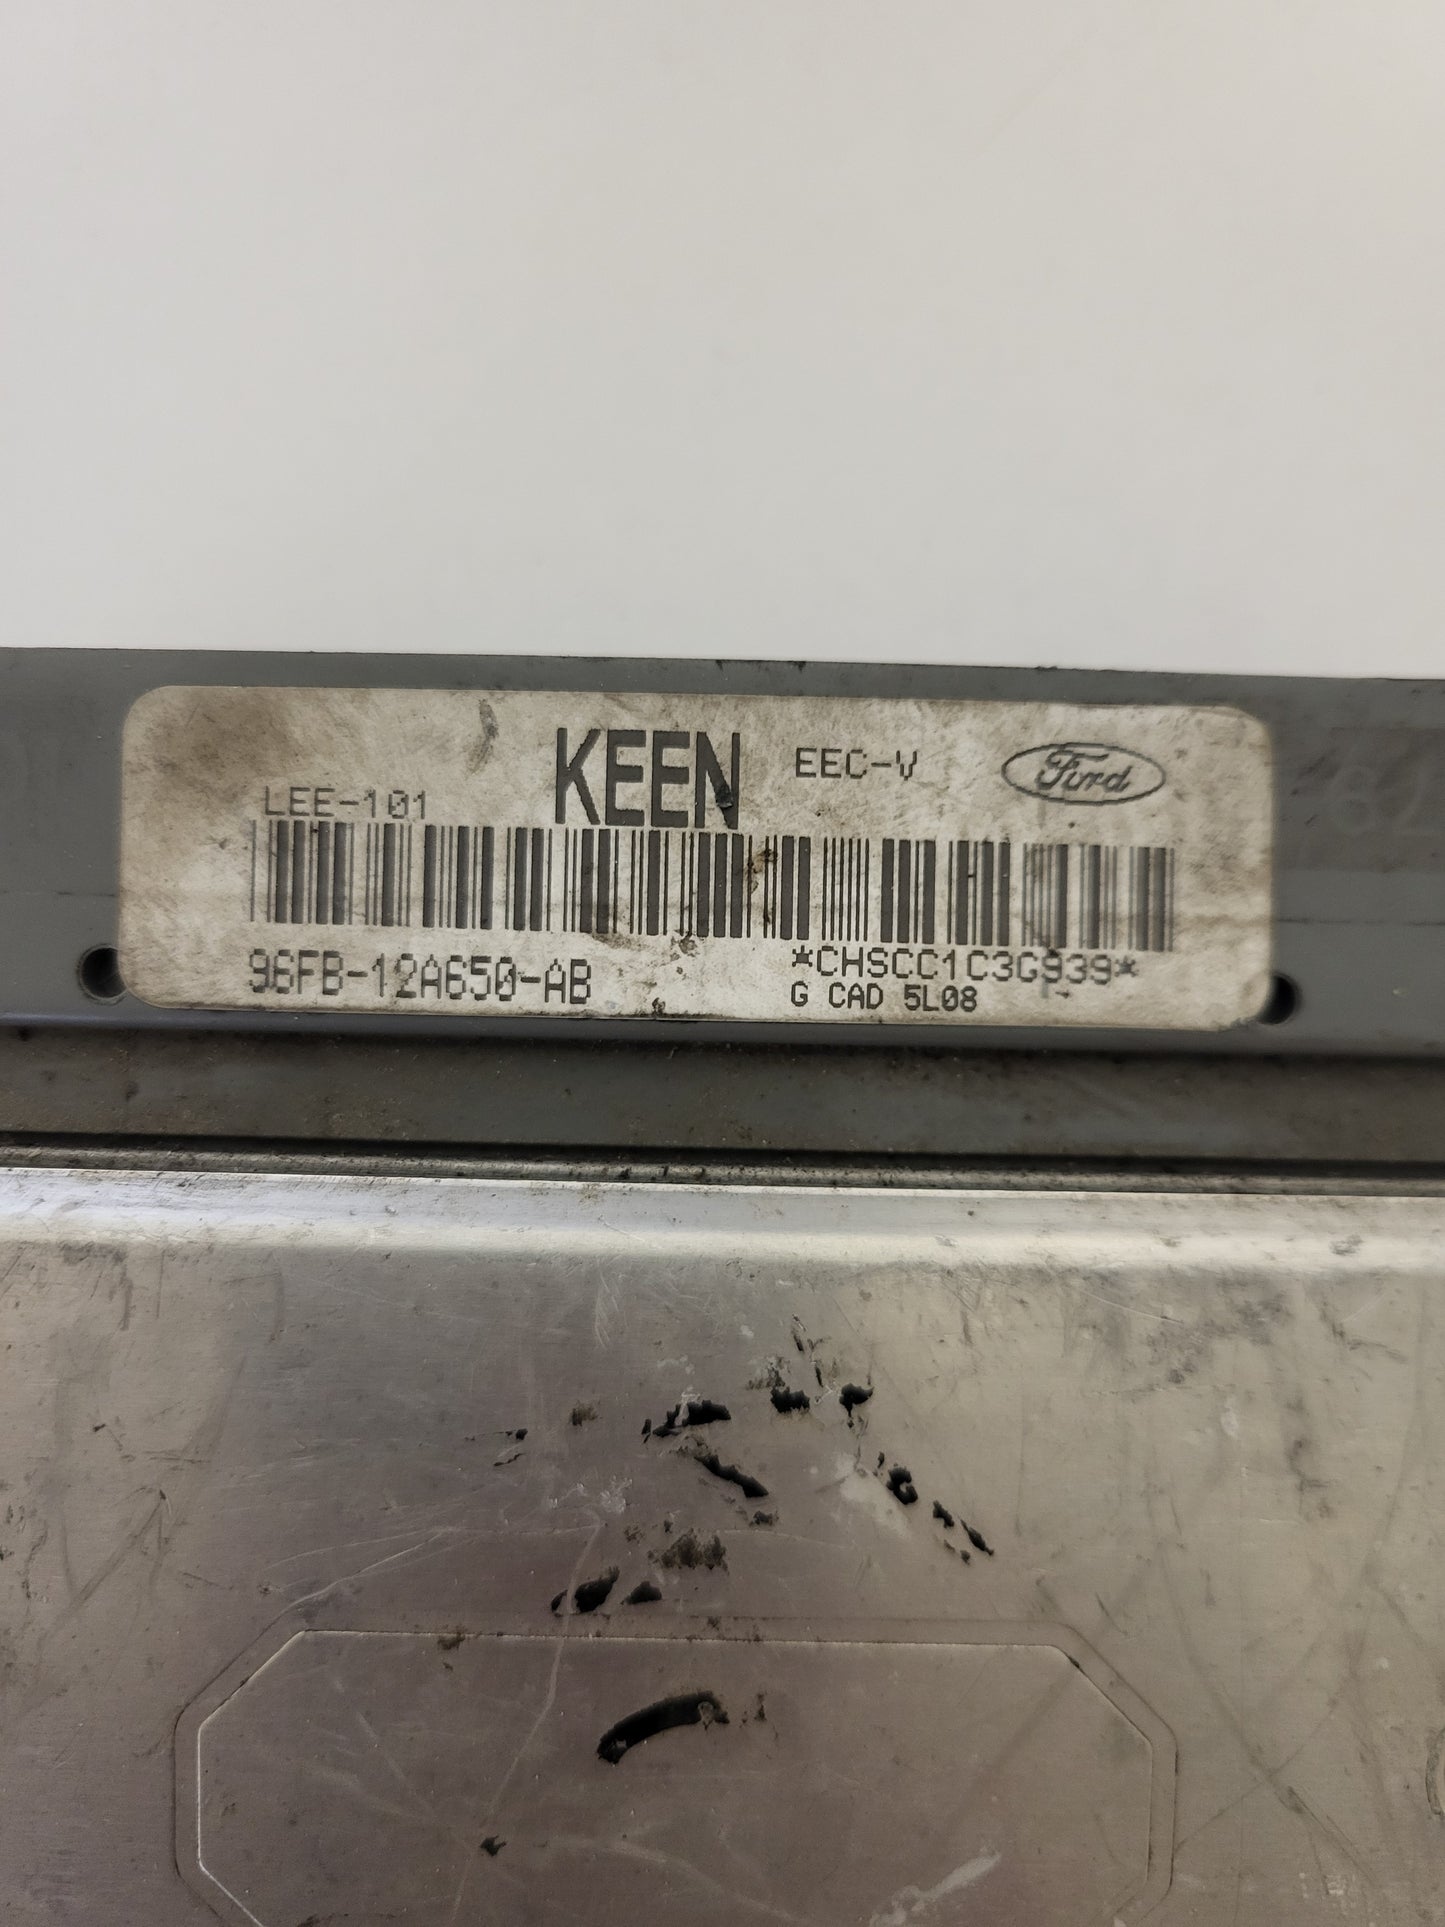 KEEN
EEC-V
Ford
LEE-101
96FB-12A650-AB
*CHSCC1C3G939*
G CAD 5L08